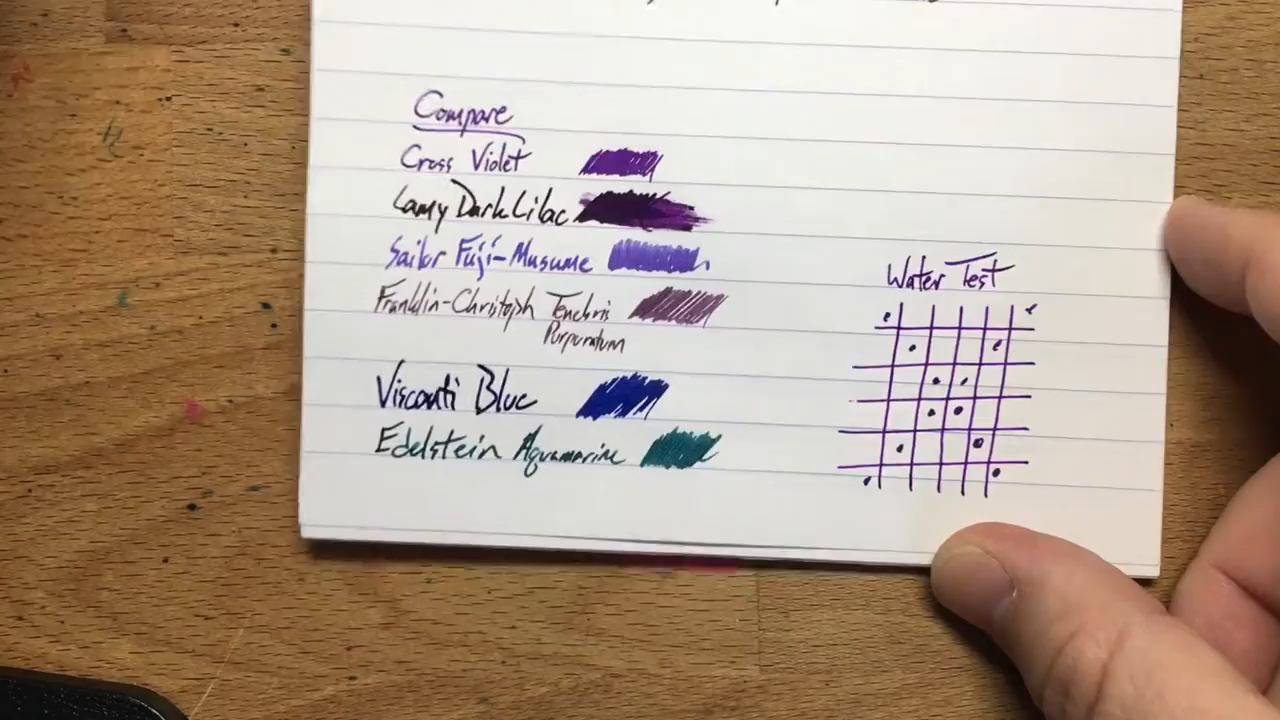 Compare
Cross Violet
Lamy Dark Lilac
Sailor Fuji-Musume
Franklin-Christoph Tenebris
Purpuratum
Water Test
Visconti Blue
Edelstein Aquamarine